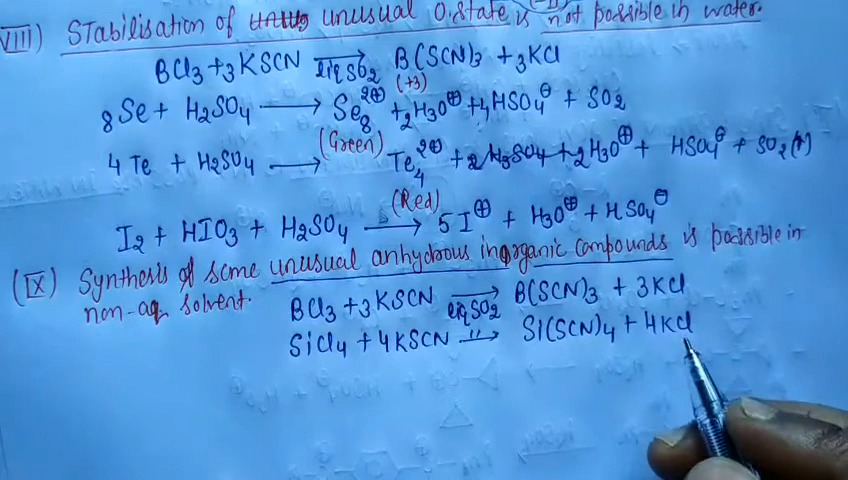 VIII) Stabilisation of unusual O.State is not possible in water.
BCl3 + 3KSCN liq SO2 → B(SCN)3 + 3KCl
(+3)
8Se + H2SO4 → Se8 2⊕ + 2H3O⊕ + 4HSO4⊖ + SO2
(Green)
4Te + H2SO4 → Te4 2⊕ + 2H3O⊕ + HSO4⊖ + SO2(↑)
(Red)
I2 + HIO3 + H2SO4 → 5I⊕ + H3O⊕ + HSO4⊖
(IX) Synthesis of some unusual anhydrous inorganic compounds is possible in
non-aq. solvent.
BCl3 + 3KSCN liq SO2 → B(SCN)3 + 3KCl
SiCl4 + 4KSCN " → Si(SCN)4 + 4KCl